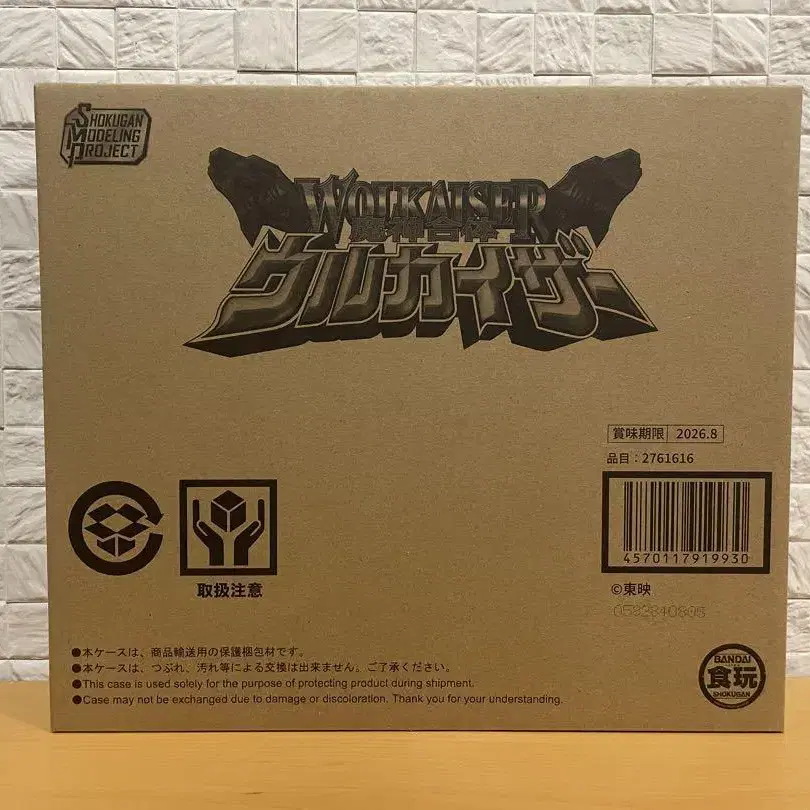 SHOKUGAN
MODELING
PROJECT
WOLKAISER
魔神合体
ウルカイザー
賞味期限 2026.8
品目：2761616
4570117919930
©東映
取扱注意
●本ケースは、商品輸送用の保護梱包材です。
●本ケースは、つぶれ、汚れ等による交換は出来ません。ご了承ください。
●This case is used solely for the purpose of protecting product during shipment.
●Case may not be exchanged due to damage or discoloration. Thank you for your understanding.
BANDAI
食玩
SHOKUGAN